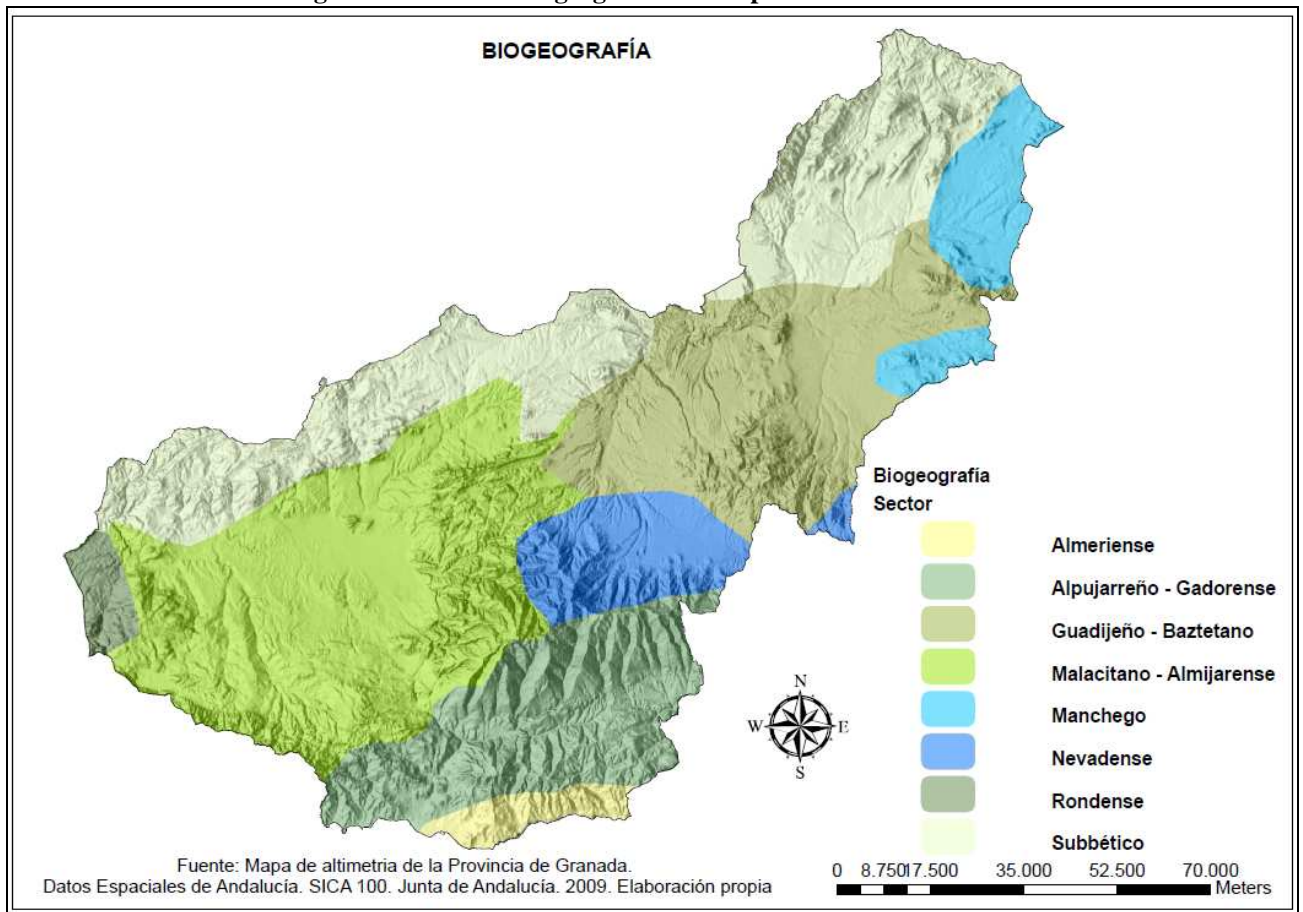 BIOGEOGRAFÍA
Biogeografía
Sector
Almeriense
Alpujarreño - Gadorense
Guadijeño - Baztetano
Malacitano - Almijarense
Manchego
Nevadense
Rondense
Subbético
N
W E
S
Fuente: Mapa de altimetria de la Provincia de Granada.
Datos Espaciales de Andalucía. SICA 100. Junta de Andalucía. 2009. Elaboración propia
0 8.750 17.500 35.000 52.500 70.000
Meters